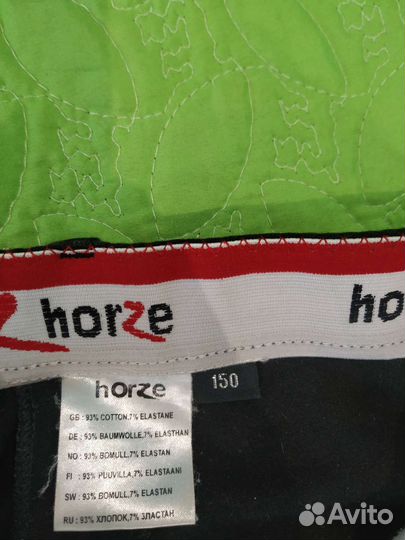 horze
ho
horze
150
GB : 93% COTTON,7% ELASTANE
DE : 93% BAUMWOLLE,7% ELASTHAN
NO : 93% BOMULL,7% ELASTAN
FI : 93% PUUVILLA,7% ELASTAANI
SW : 93% BOMULL,7% ELASTAN
RU : 93% ХЛОПОК,7% ЭЛАСТАН
Avito